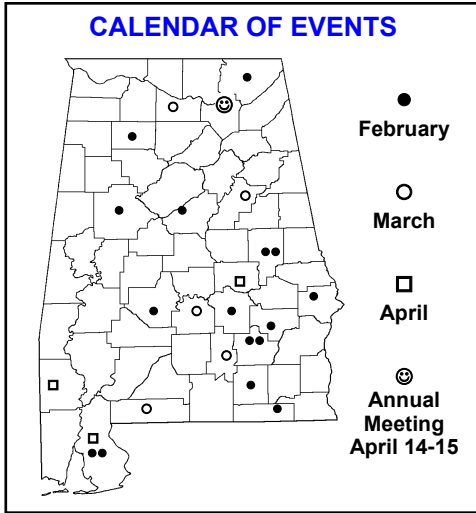 CALENDAR OF EVENTS
February
March
April
Annual
Meeting
April 14-15